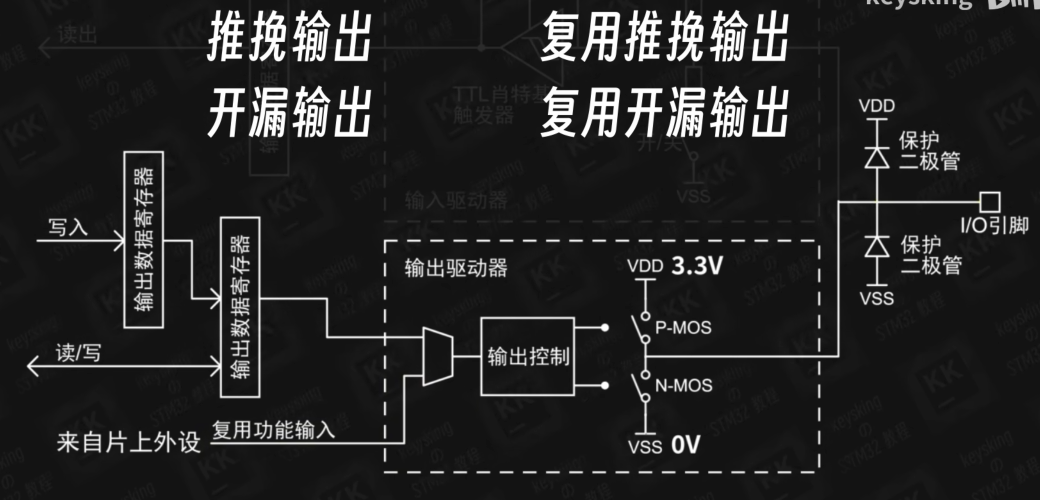 keysking
推挽输出
复用推挽输出
开漏输出
复用开漏输出
读出
TTL肖特基
触发器
开/关
VSS
输入驱动器
VDD
保护
二极管
I/O引脚
保护
二极管
VSS
写入
输出数据寄存器
输出数据寄存器
读/写
来自片上外设
复用功能输入
输出驱动器
VDD 3.3V
P-MOS
输出控制
N-MOS
VSS 0V